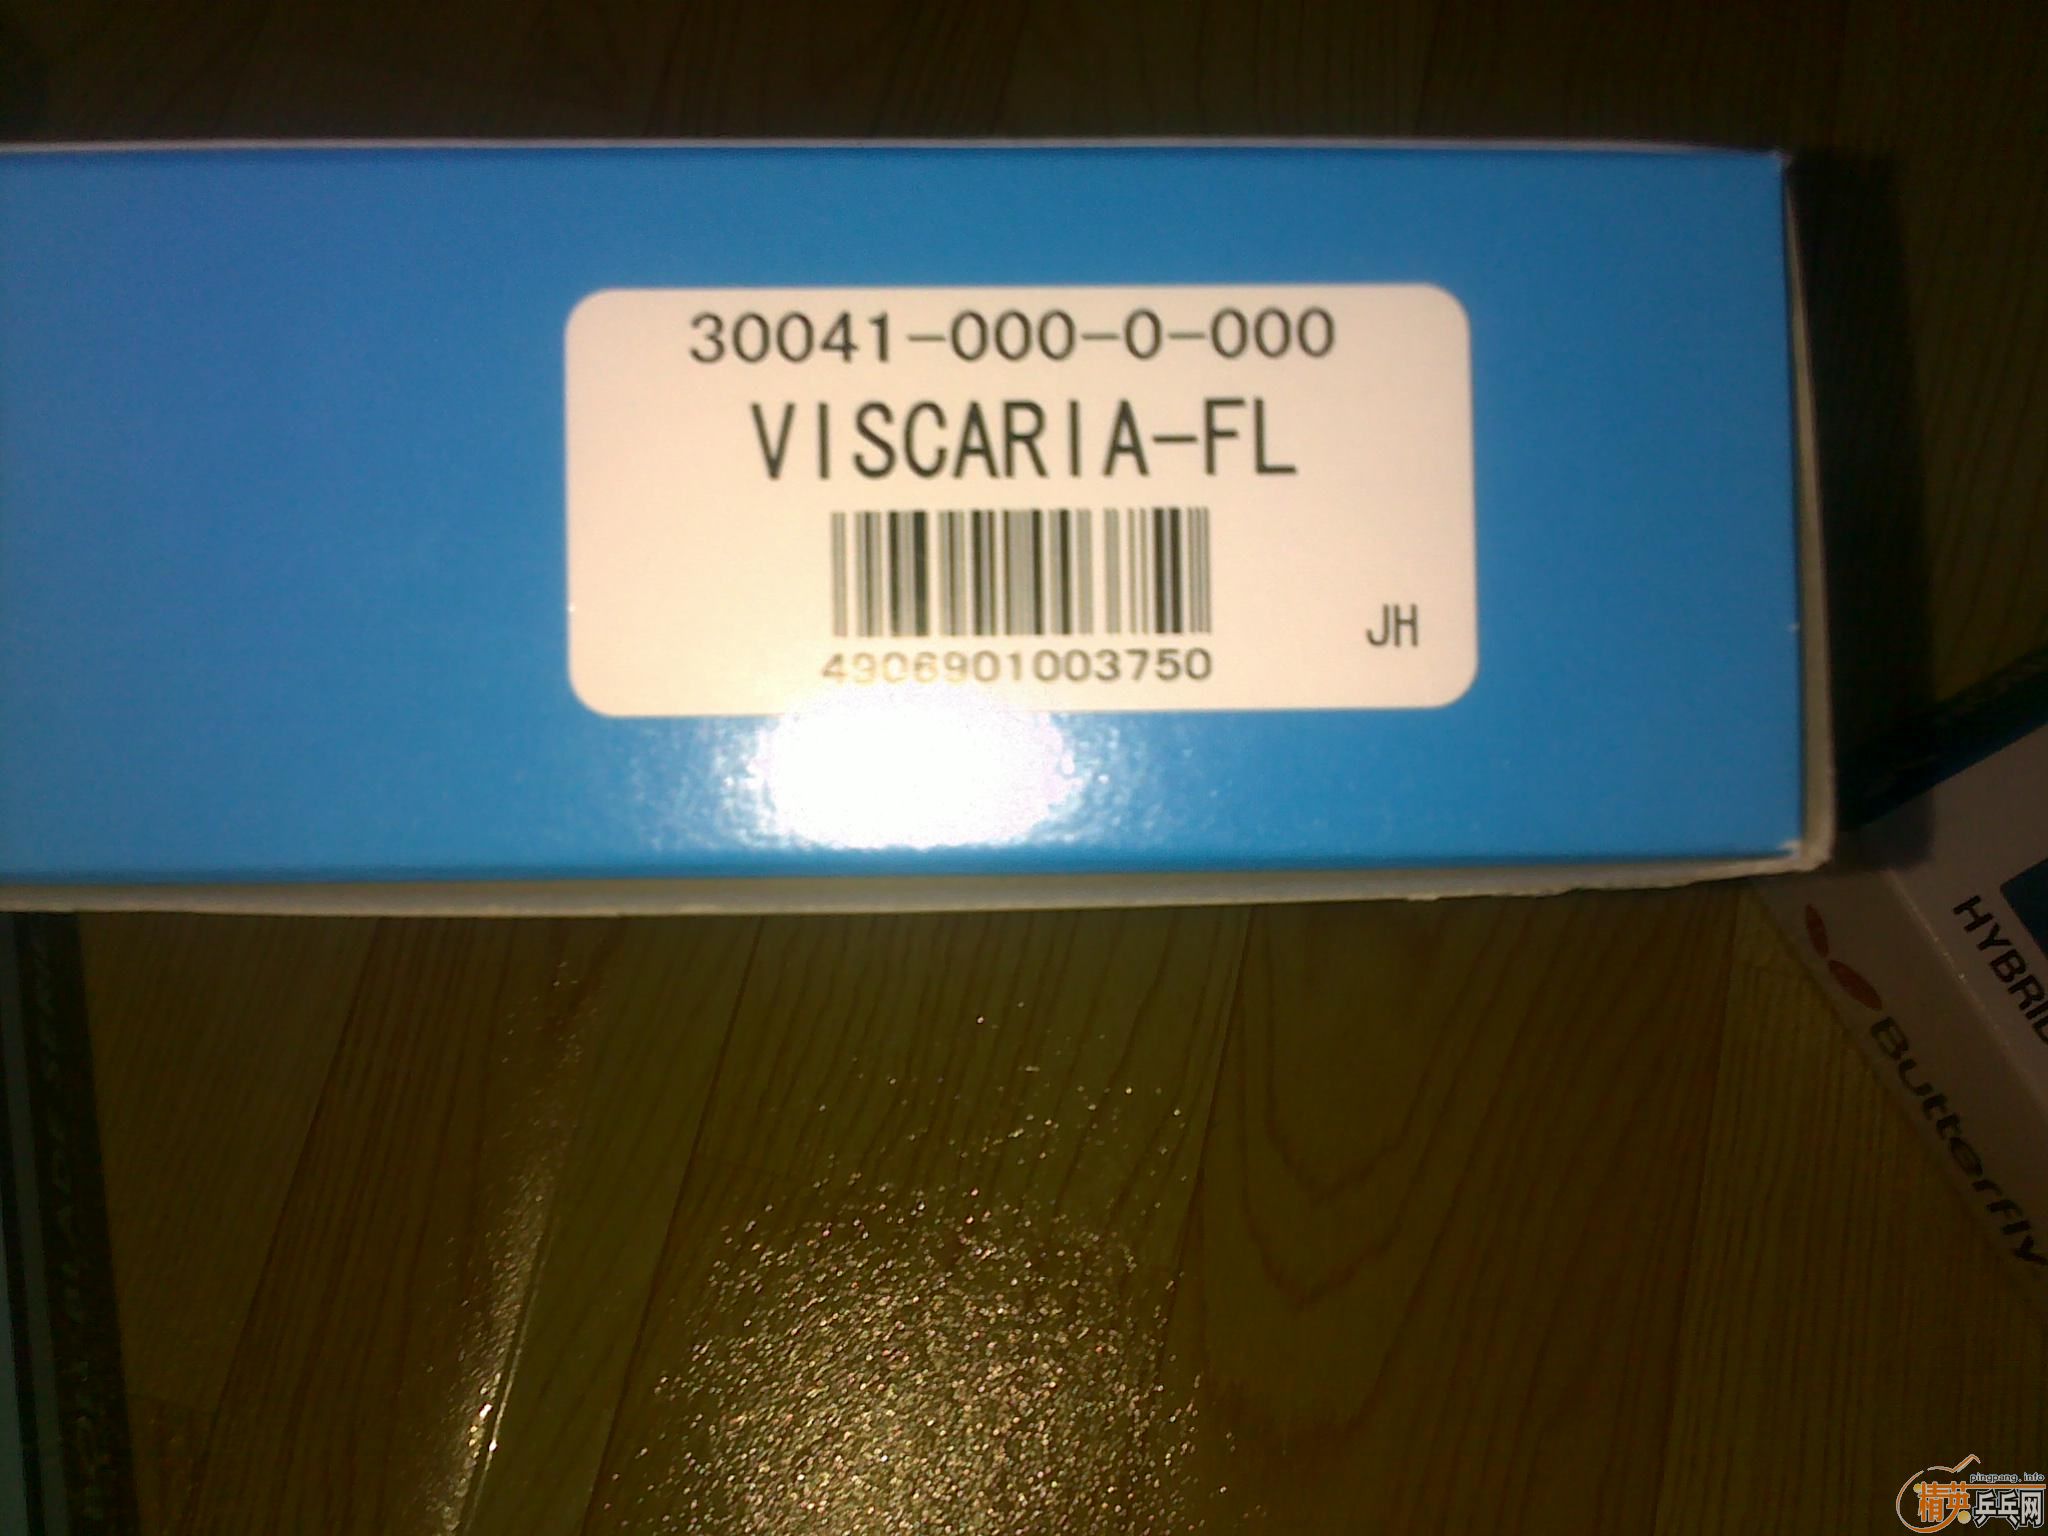 30041-000-0-000
VISCARIA-FL
4906901003750
JH
HYBRID
Butterfly
pingpang.info
精英乒乓网